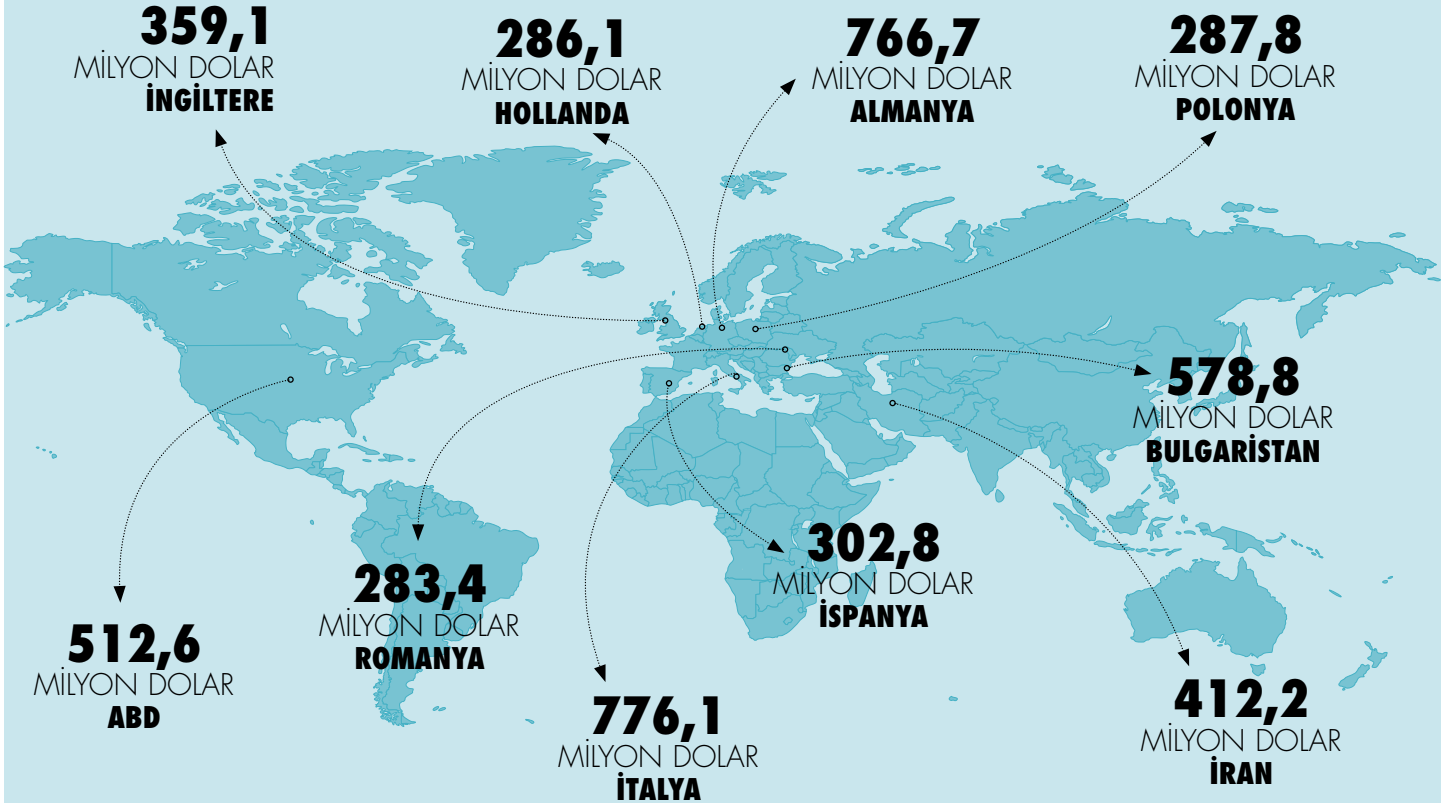 359,1
MİLYON DOLAR
İNGİLTERE
286,1
MİLYON DOLAR
HOLLANDA
766,7
MİLYON DOLAR
ALMANYA
287,8
MİLYON DOLAR
POLONYA
578,8
MİLYON DOLAR
BULGARİSTAN
302,8
MİLYON DOLAR
İSPANYA
283,4
MİLYON DOLAR
ROMANYA
512,6
MİLYON DOLAR
ABD
776,1
MİLYON DOLAR
İTALYA
412,2
MİLYON DOLAR
İRAN